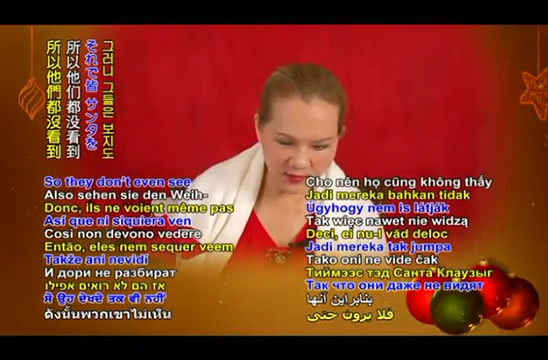 그러니 그들은 보지도
それで皆 サンタを
所以他们都没看到
所以他們都沒看到
So they don't even see
Also sehen sie den Weih-
Donc, ils ne voient même pas
Así que ni siquiera ven
Così non devono vedere
Então, eles nem sequer veem
Takže ani nevidí
И дори не разбират
אז הם לא רואים אפילו
ਸੋ ਉਹ ਦੇਖਦੇ ਤਕ ਵੀ ਨਹੀਂ
ดังนั้นพวกเขาไม่เห็น
Cho nên họ cũng không thấy
Jadi mereka bahkan tidak
Úgyhogy nem is látják
Tak więc nawet nie widzą
Deci, ei nu-l văd deloc
Jadi mereka tak jumpa
Tako oni ne vide čak
Тиймээс тэд Санта Клаузыг
Так что они даже не видят
بنابراین آنها
فلا يرون حتى